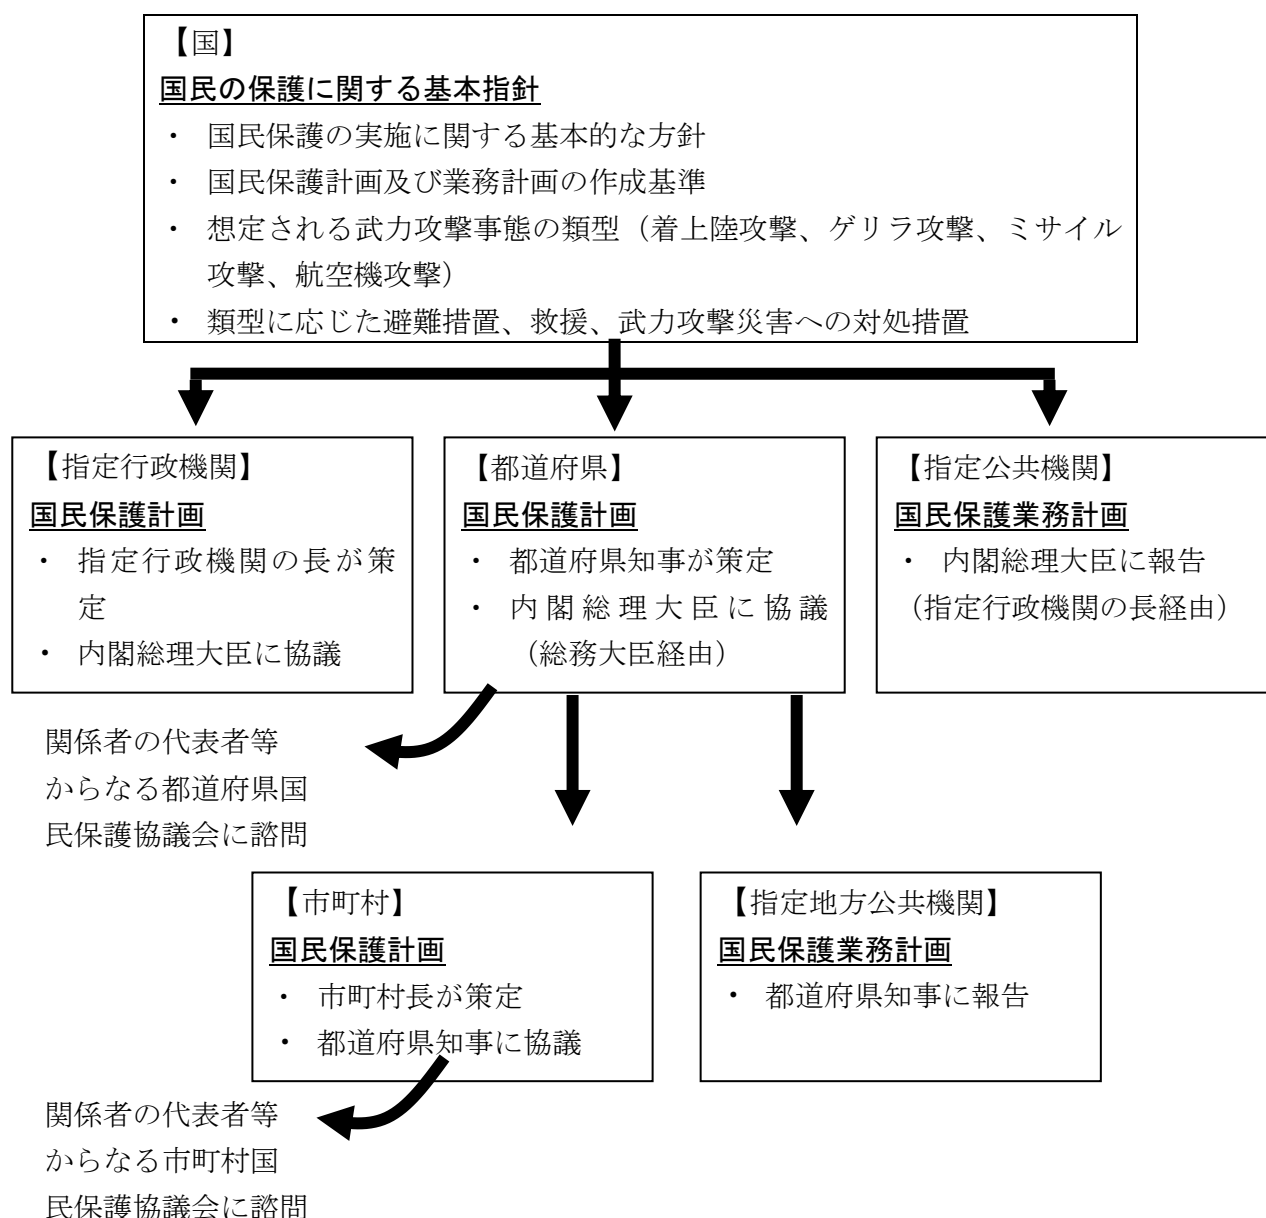 【国】
国民の保護に関する基本指針
・ 国民保護の実施に関する基本的な方針
・ 国民保護計画及び業務計画の作成基準
・ 想定される武力攻撃事態の類型（着上陸攻撃、ゲリラ攻撃、ミサイル
攻撃、航空機攻撃）
・ 類型に応じた避難措置、救援、武力攻撃災害への対処措置
【指定行政機関】
国民保護計画
・ 指定行政機関の長が策
定
・ 内閣総理大臣に協議
【都道府県】
国民保護計画
・ 都道府県知事が策定
・ 内閣総理大臣に協議
（総務大臣経由）
【指定公共機関】
国民保護業務計画
・ 内閣総理大臣に報告
（指定行政機関の長経由）
関係者の代表者等
からなる都道府県国
民保護協議会に諮問
【市町村】
国民保護計画
・ 市町村長が策定
・ 都道府県知事に協議
【指定地方公共機関】
国民保護業務計画
・ 都道府県知事に報告
関係者の代表者等
からなる市町村国
民保護協議会に諮問